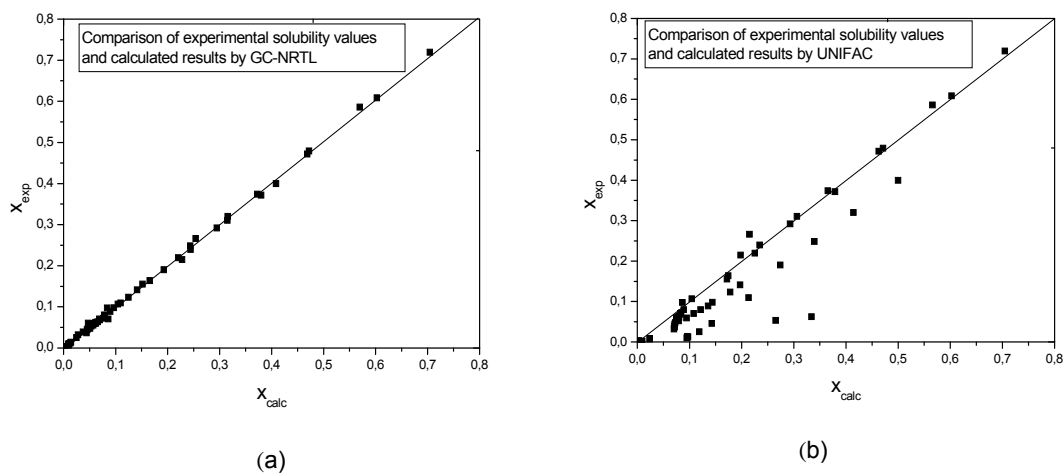 Comparison of experimental solubility values
and calculated results by GC-NRTL
0,8
0,7
0,6
0,5
0,4
0,3
0,2
0,1
0,0
x_exp
0,0 0,1 0,2 0,3 0,4 0,5 0,6 0,7 0,8
x_calc
(a)
Comparison of experimental solubility values
and calculated results by UNIFAC
0,8
0,7
0,6
0,5
0,4
0,3
0,2
0,1
0,0
x_exp
0,0 0,1 0,2 0,3 0,4 0,5 0,6 0,7 0,8
x_calc
(b)